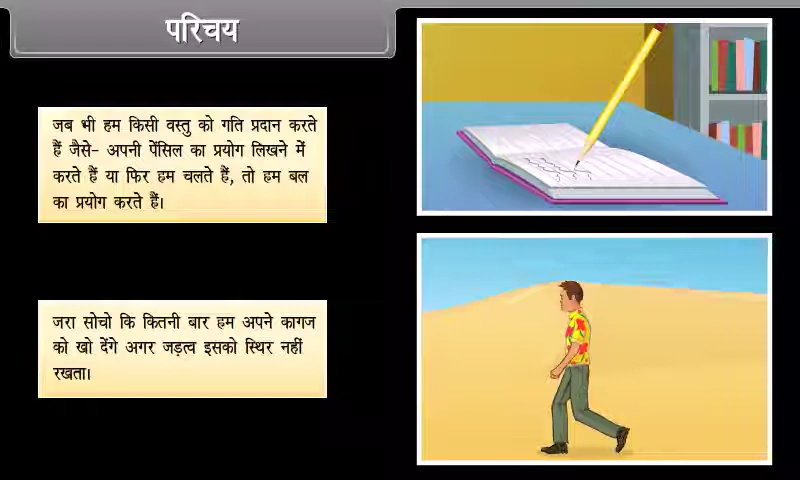 परिचय
जब भी हम किसी वस्तु को गति प्रदान करते
हैं जैसे- अपनी पेंसिल का प्रयोग लिखने में
करते हैं या फिर हम चलते हैं, तो हम बल
का प्रयोग करते हैं।
जरा सोचो कि कितनी बार हम अपने कागज
को खो देंगे अगर जड़त्व इसको स्थिर नहीं
रखता।